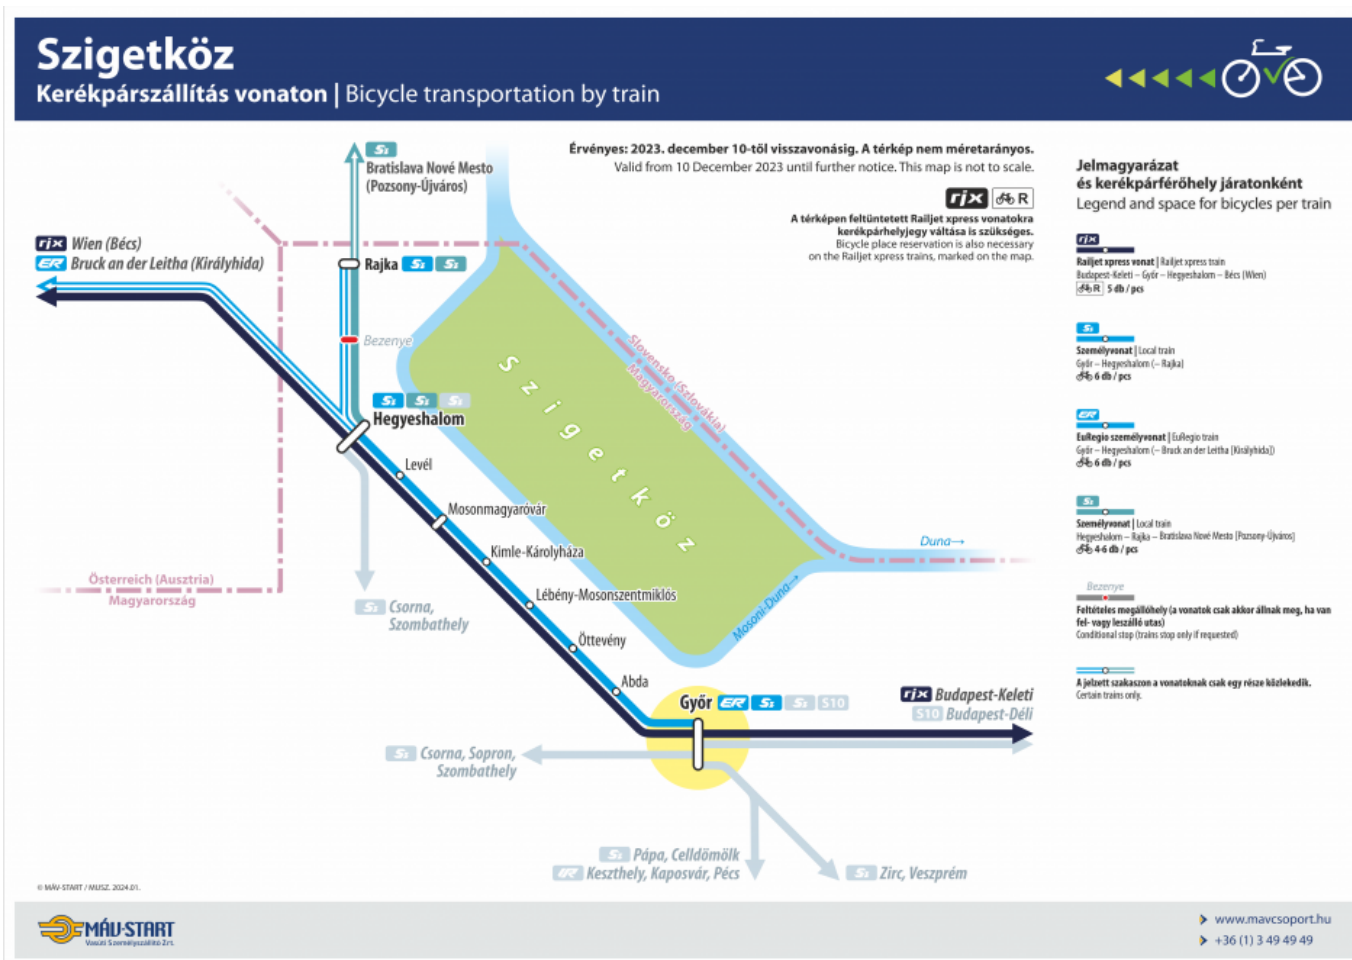 Szigetköz
Kerékpárszállítás vonaton | Bicycle transportation by train
Érvényes: 2023. december 10-től visszavonásig. A térkép nem méretarányos.
Valid from 10 December 2023 until further notice. This map is not to scale.
rjx R
A térképen feltüntetett Railjet xpress vonatokra
kerékpárhelyjegy váltása is szükséges.
Bicycle place reservation is also necessary
on the Railjet xpress trains, marked on the map.
Bratislava Nové Mesto
(Pozsony-Újváros)
rjx Wien (Bécs)
ER Bruck an der Leitha (Királyhida)
Rajka
Bezenye
Hegyeshalom
Levél
Mosonmagyaróvár
Kimle-Károlyháza
Lébény-Mosonszentmiklós
Öttevény
Abda
Győr ER S10
Szigetköz
Slovensko (Szlovákia)
Magyarország
Duna→
Mosoni-Duna→
Österreich (Ausztria)
Magyarország
Csorna,
Szombathely
rjx Budapest-Keleti
S10 Budapest-Déli
Csorna, Sopron,
Szombathely
Pápa, Celldömölk
IR Keszthely, Kaposvár, Pécs
Zirc, Veszprém
Jelmagyarázat
és kerékpárférőhely járatonként
Legend and space for bicycles per train
rjx
Railjet xpress vonat | Railjet xpress train
Budapest-Keleti – Győr – Hegyeshalom – Bécs (Wien)
R 5 db / pcs
Személyvonat | Local train
Győr – Hegyeshalom (– Rajka)
6 db / pcs
ER
EuRegio személyvonat | EuRegio train
Győr – Hegyeshalom (– Bruck an der Leitha [Királyhida])
6 db / pcs
Személyvonat | Local train
Hegyeshalom – Rajka – Bratislava Nové Mesto [Pozsony-Újváros]
4-6 db / pcs
Bezenye
Feltételes megállóhely (a vonatok csak akkor állnak meg, ha van
fel- vagy leszálló utas)
Conditional stop (trains stop only if requested)
A jelzett szakaszon a vonatoknak csak egy része közlekedik.
Certain trains only.
© MÁV-START / MUSZ. 2024.01.
MÁV-START
Vasúti Személyszállító Zrt.
www.mavcsoport.hu
+36 (1) 3 49 49 49